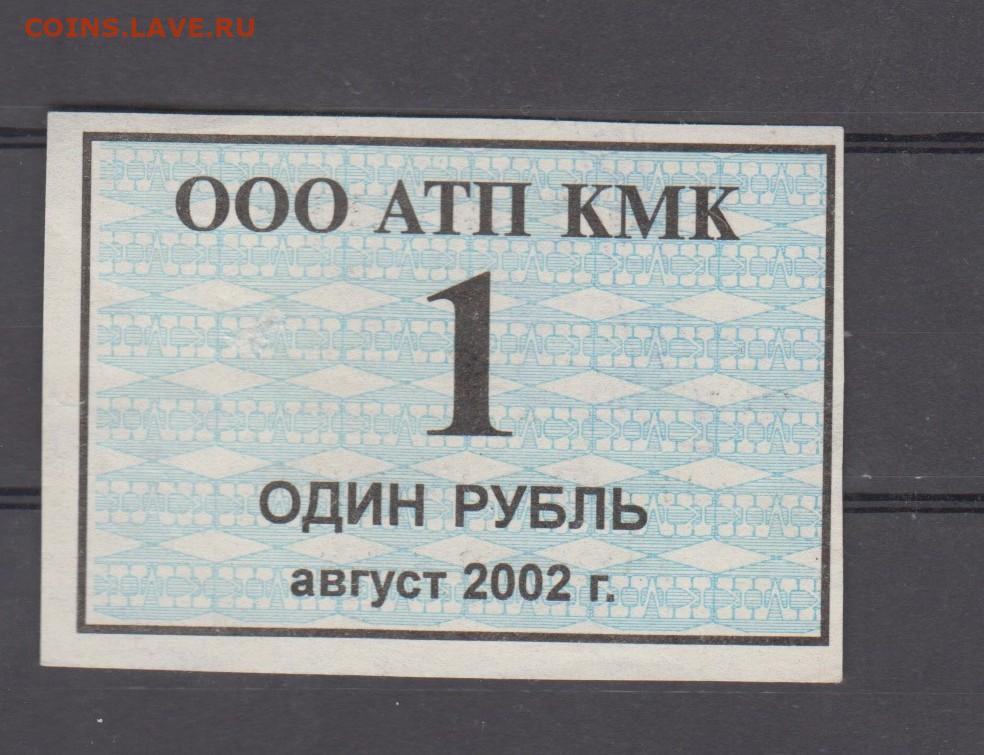 COINS.LAVE.RU
ООО АТП КМК
1
ОДИН РУБЛЬ
август 2002 г.